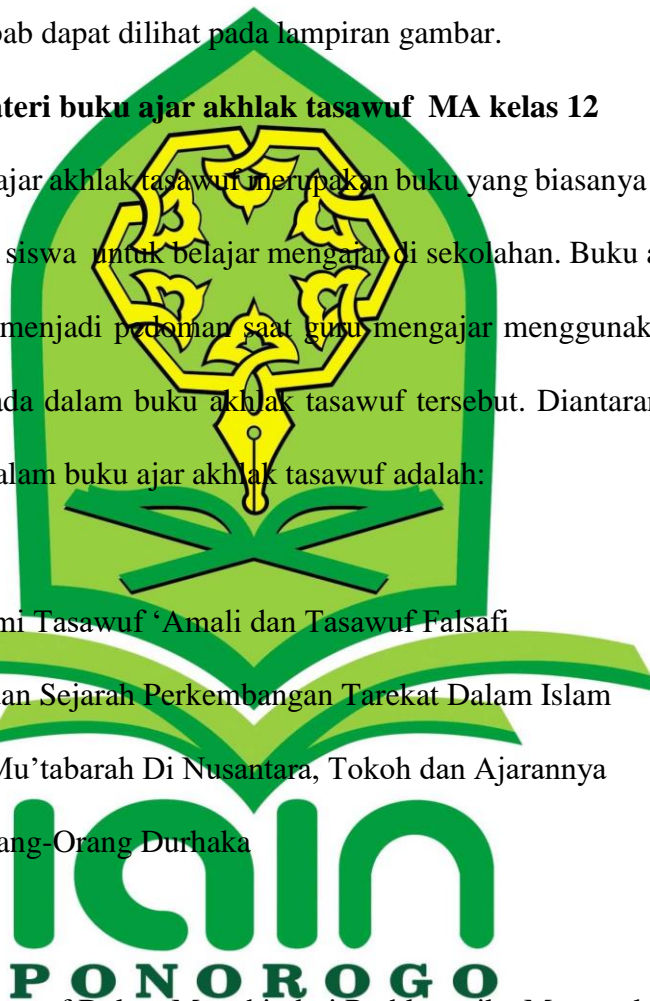 bab dapat dilihat pada lampiran gambar.
ateri buku ajar akhlak tasawuf MA kelas 12
ajar akhlak tasawuf merupakan buku yang biasanya
siswa untuk belajar mengajar di sekolahan. Buku a
menjadi pedoman saat guru mengajar menggunak
ada dalam buku akhlak tasawuf tersebut. Diantaran
alam buku ajar akhlak tasawuf adalah:
mi Tasawuf ‘Amali dan Tasawuf Falsafi
dan Sejarah Perkembangan Tarekat Dalam Islam
Mu’tabarah Di Nusantara, Tokoh dan Ajarannya
ang-Orang Durhaka
iain
PONOROGO